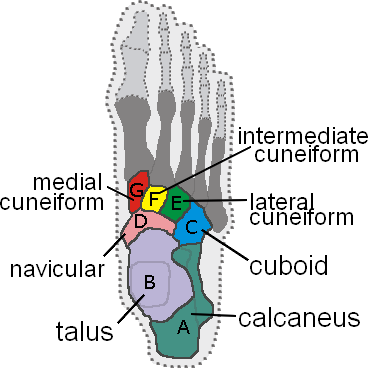 intermediate
cuneiform
medial
cuneiform
G
F
E
lateral
cuneiform
D
C
navicular
cuboid
B
talus
A
calcaneus